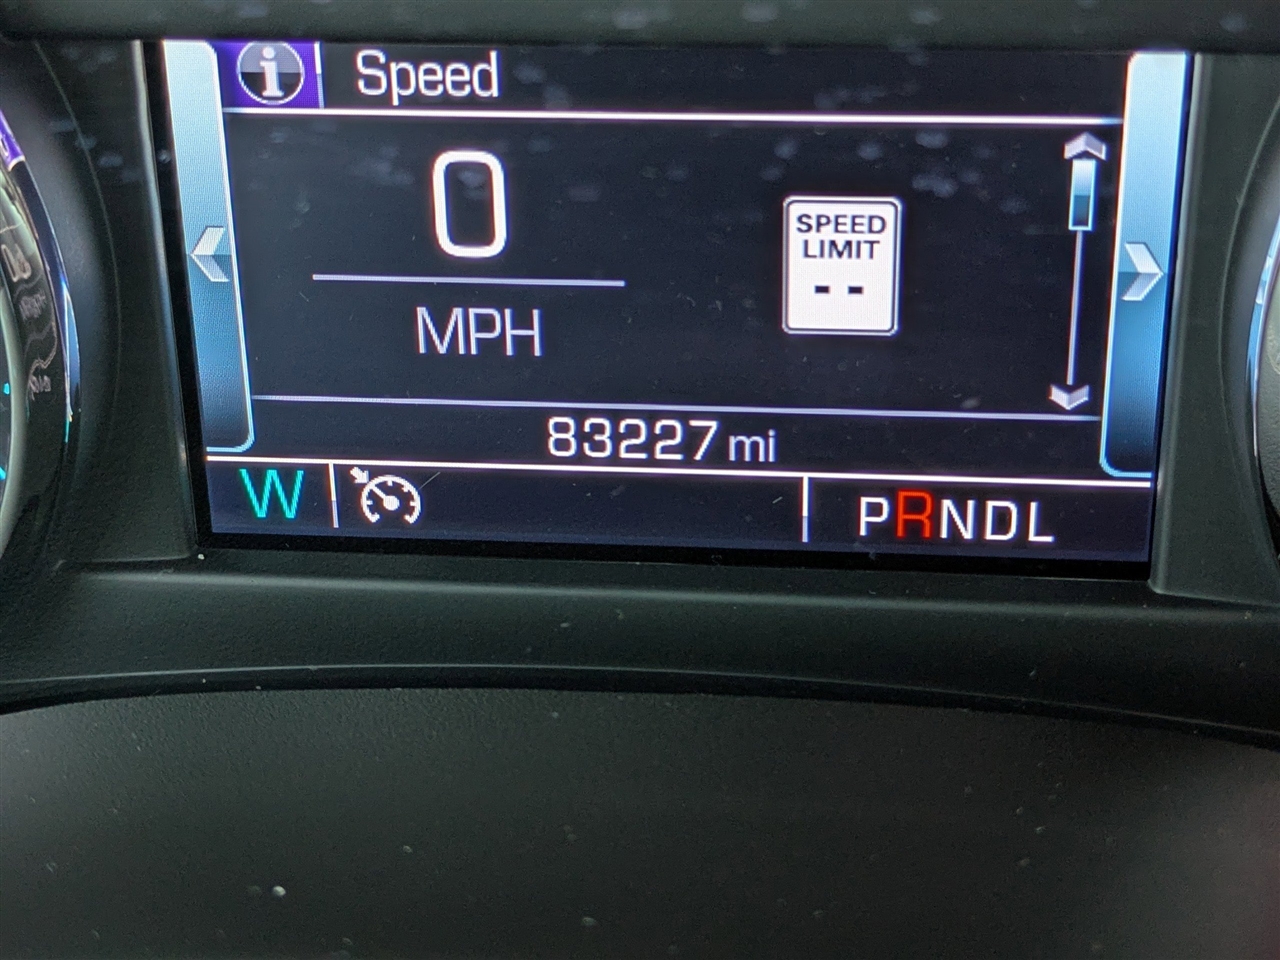 Speed
0
MPH
SPEED
LIMIT
--
83227 mi
W
PRNDL